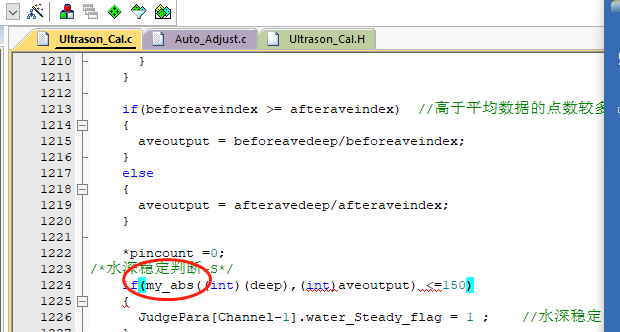 Ultrason_Cal.c Auto_Adjust.c Ultrason_Cal.H
1210 }
1211 }
1212
1213 if(beforeaveindex >= afteraveindex) //高于平均数据的点数较多
1214 {
1215 aveoutput = beforeavedeep/beforeaveindex;
1216 }
1217 else
1218 {
1219 aveoutput = afteravedeep/afteraveindex;
1220 }
1221
1222 *pincount =0;
1223 /*水深稳定判断-S*/
1224 if(my_abs((int)(deep),(int)aveoutput) <=150)
1225 {
1226 JudgePara[Channel-1].water_Steady_flag = 1 ; //水深稳定
1227 }